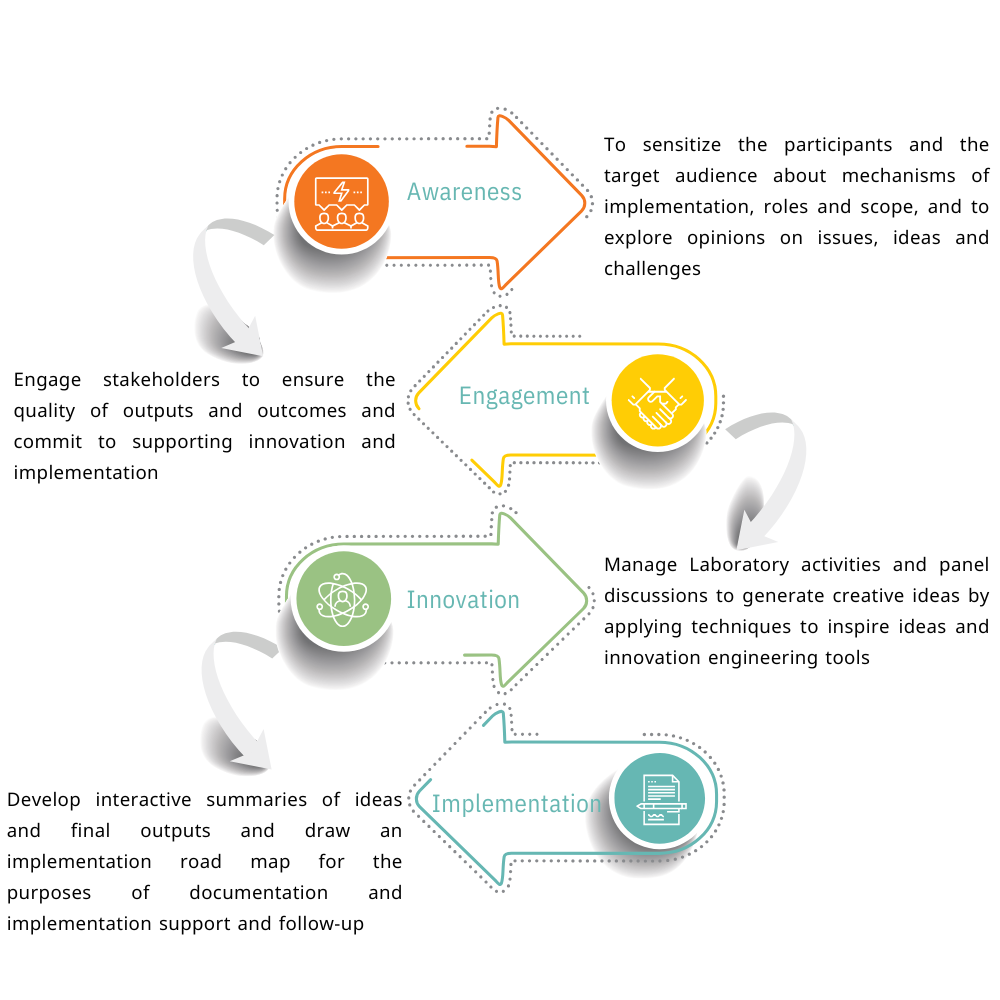 Awareness
To sensitize the participants and the
target audience about mechanisms of
implementation, roles and scope, and to
explore opinions on issues, ideas and
challenges
Engagement
Engage stakeholders to ensure the
quality of outputs and outcomes and
commit to supporting innovation and
implementation
Innovation
Manage Laboratory activities and panel
discussions to generate creative ideas by
applying techniques to inspire ideas and
innovation engineering tools
Implementation
Develop interactive summaries of ideas
and final outputs and draw an
implementation road map for the
purposes of documentation and
implementation support and follow-up